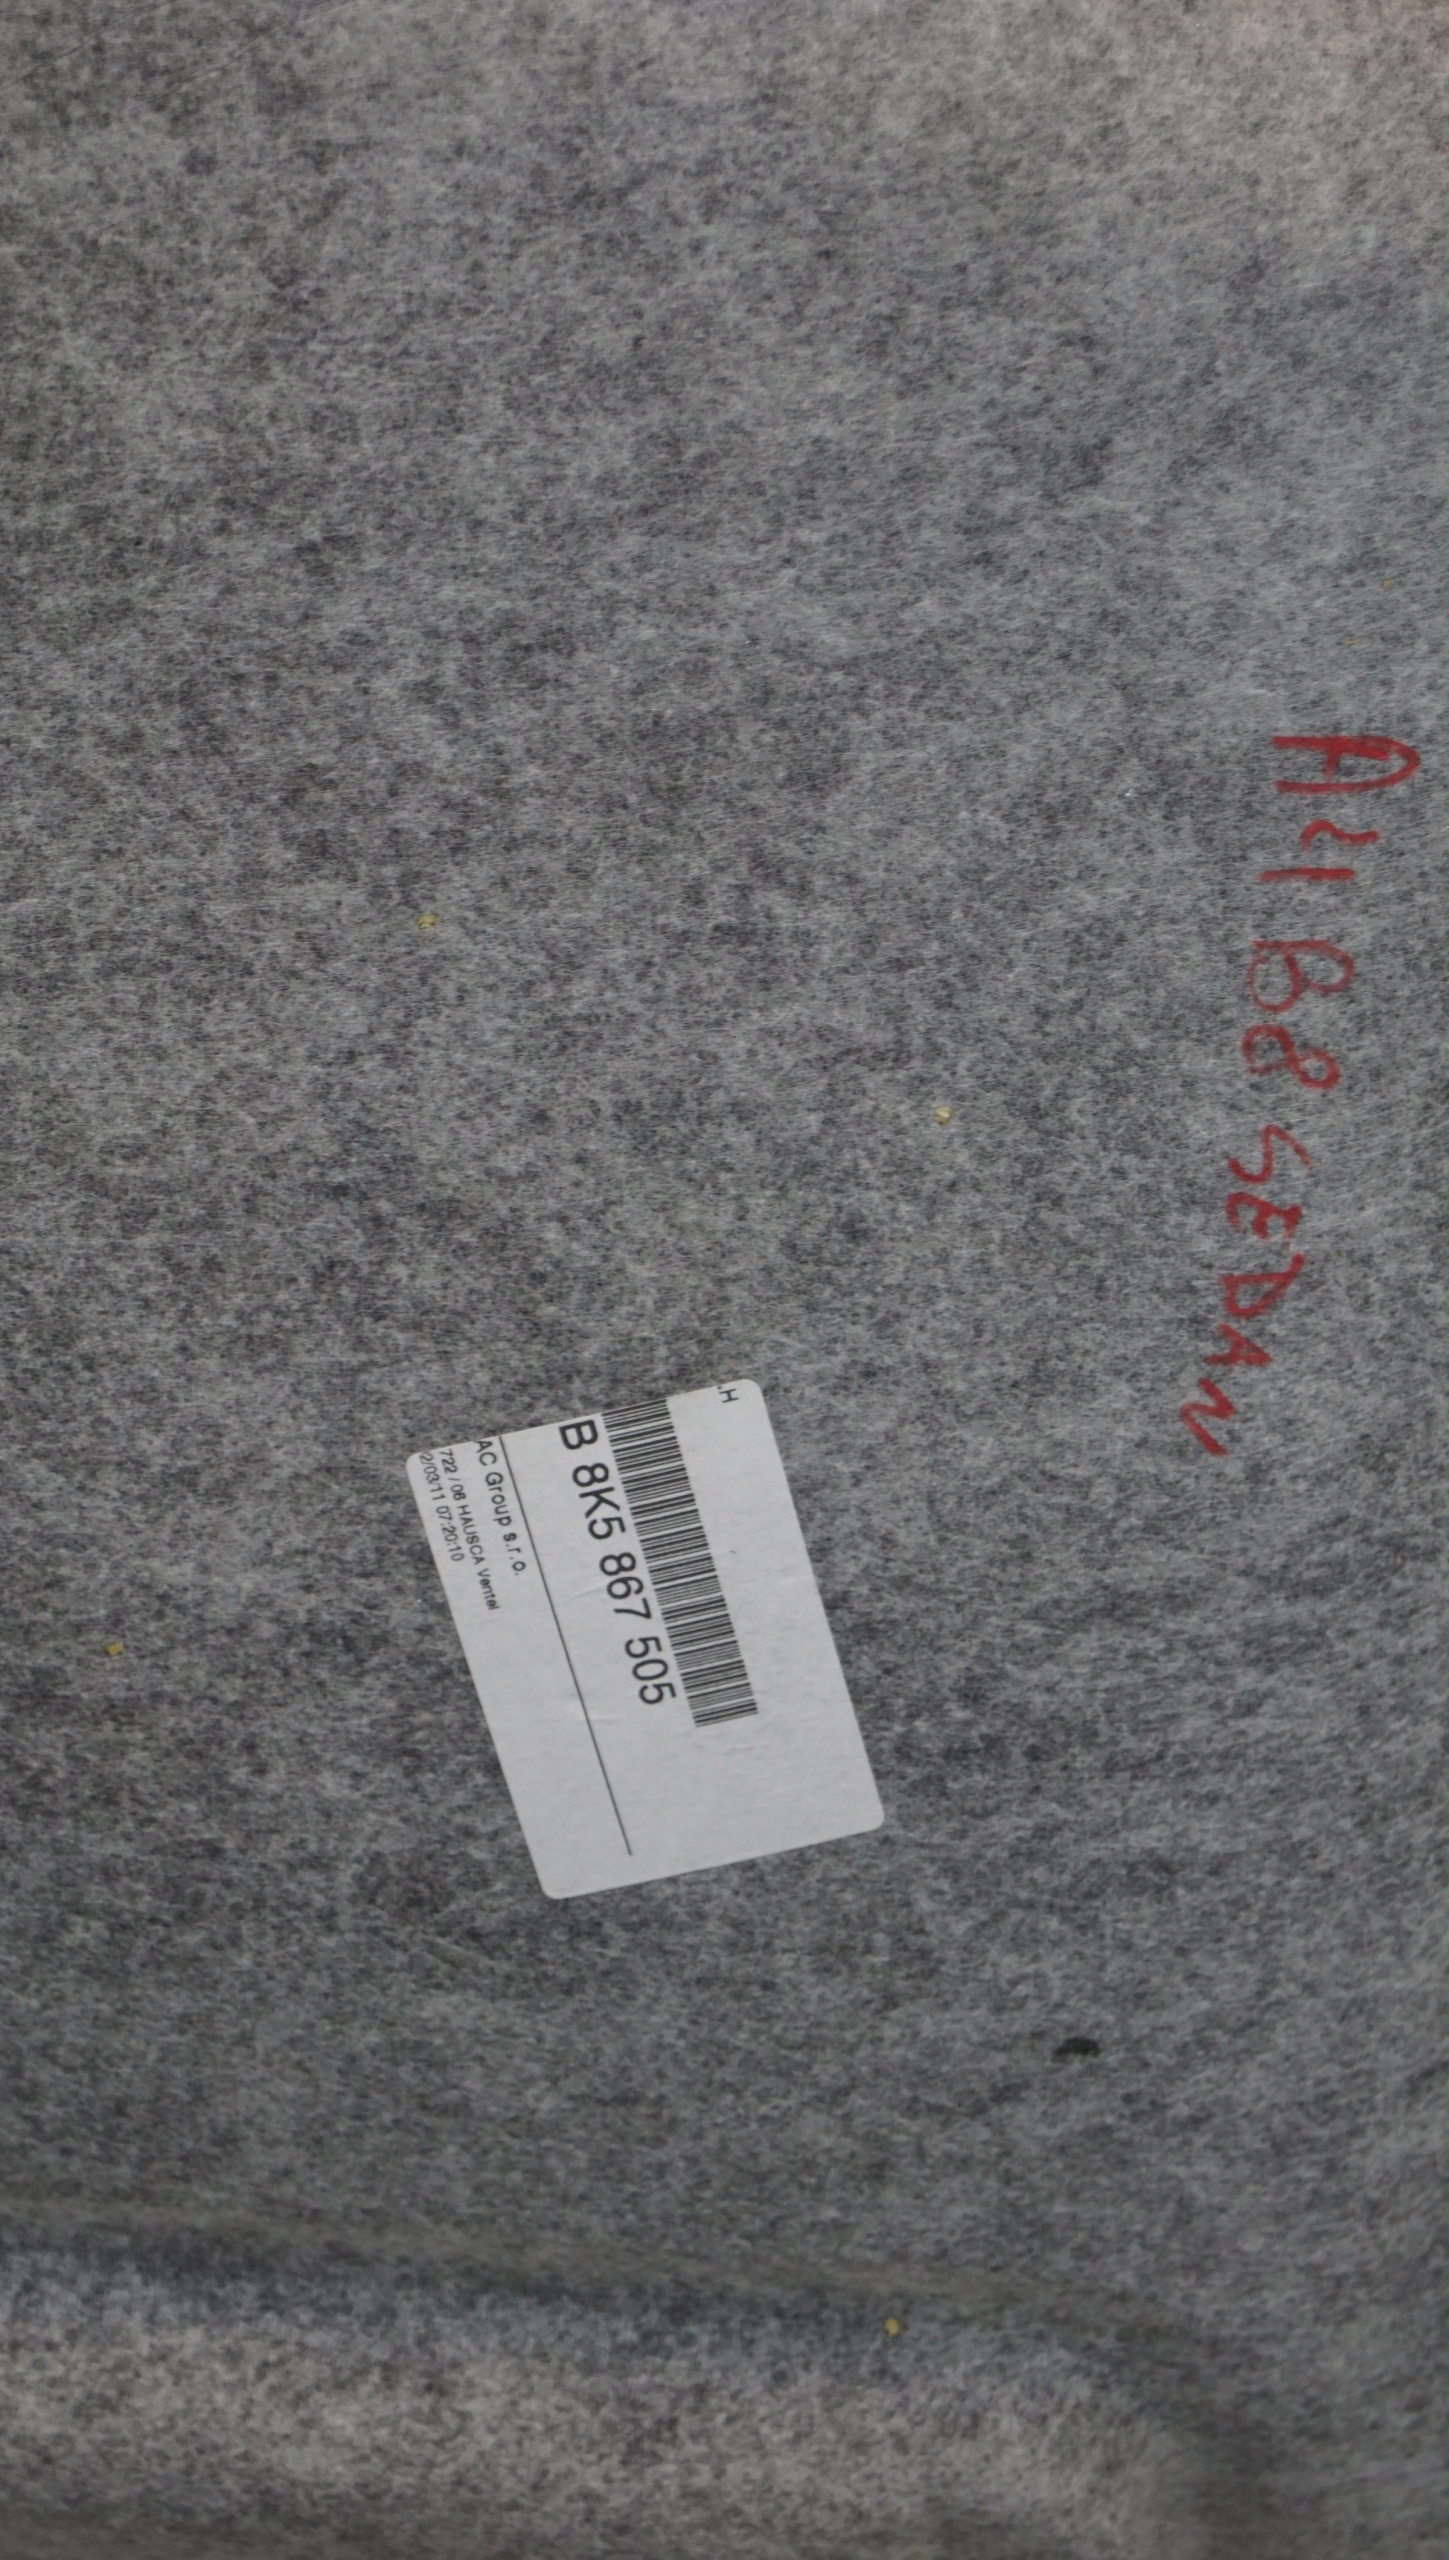 A4 B8 SEDAN
.H
B 8K5 867 505
AC Group s.r.o.
722 / 06 HAUSCA Ventel
2/03/11 07:20:10